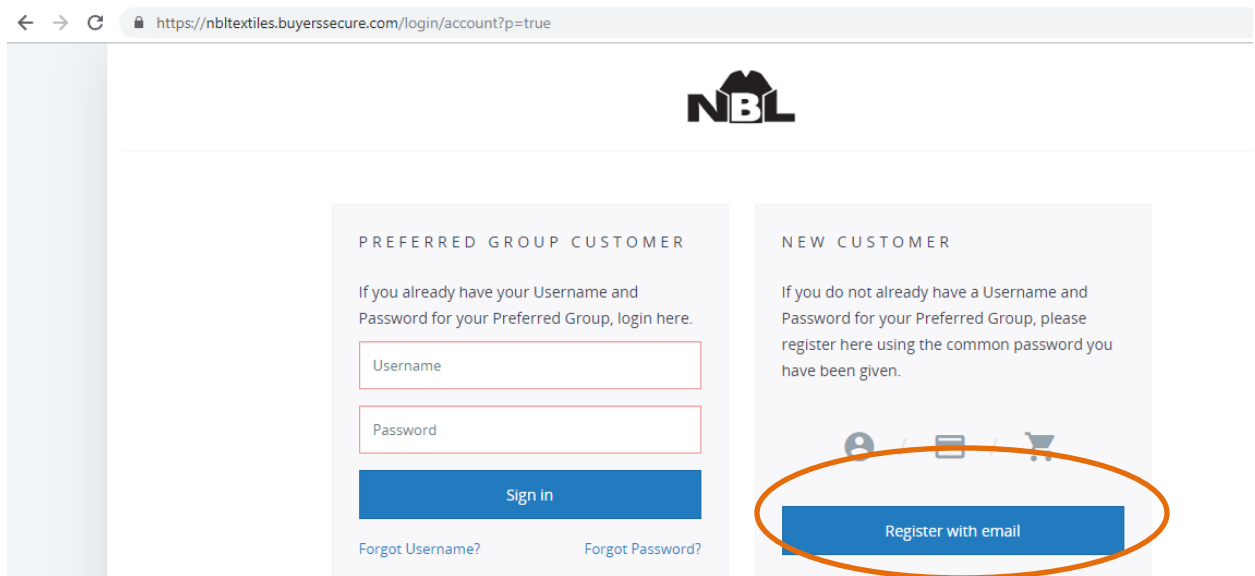 https://nbltextiles.buyerssecure.com/login/account?p=true
NBL
PREFERRED GROUP CUSTOMER
If you already have your Username and
Password for your Preferred Group, login here.
Username
Password
Sign in
Forgot Username?
Forgot Password?
NEW CUSTOMER
If you do not already have a Username and
Password for your Preferred Group, please
register here using the common password you
have been given.
/ /
Register with email